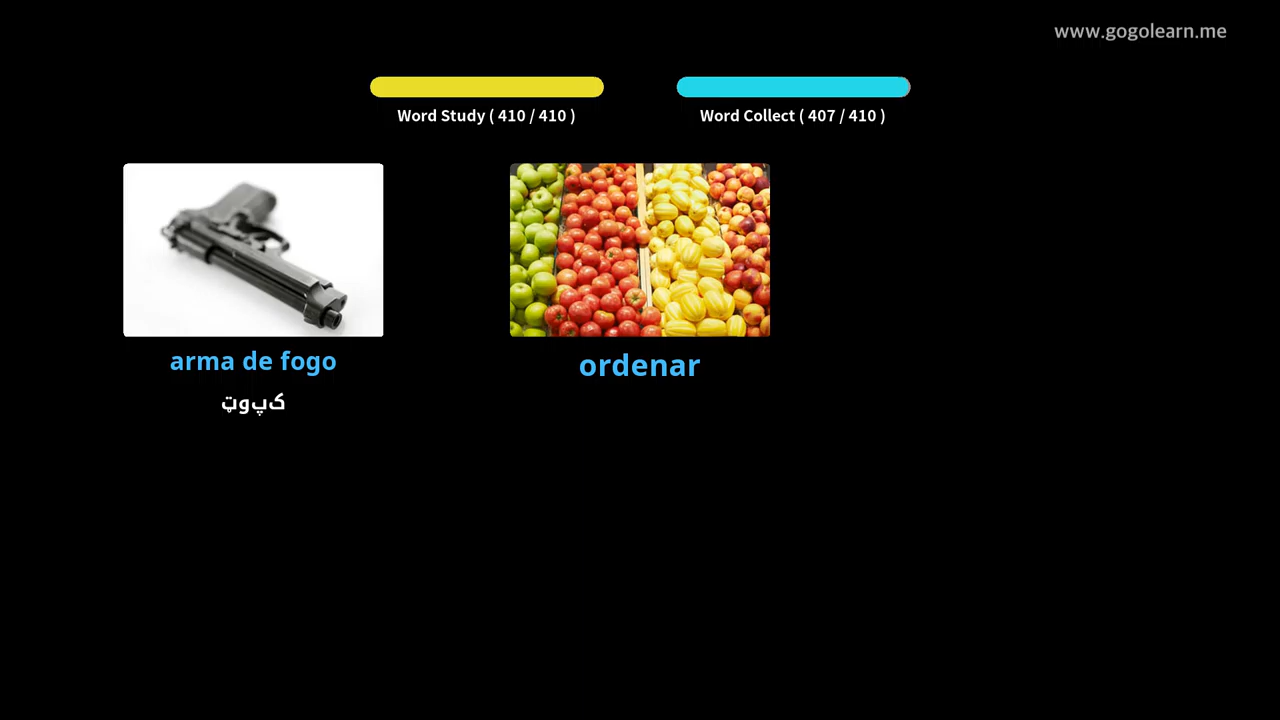 www.gogolearn.me
Word Study ( 410 / 410 )
Word Collect ( 407 / 410 )
arma de fogo
ordenar
ټوپک